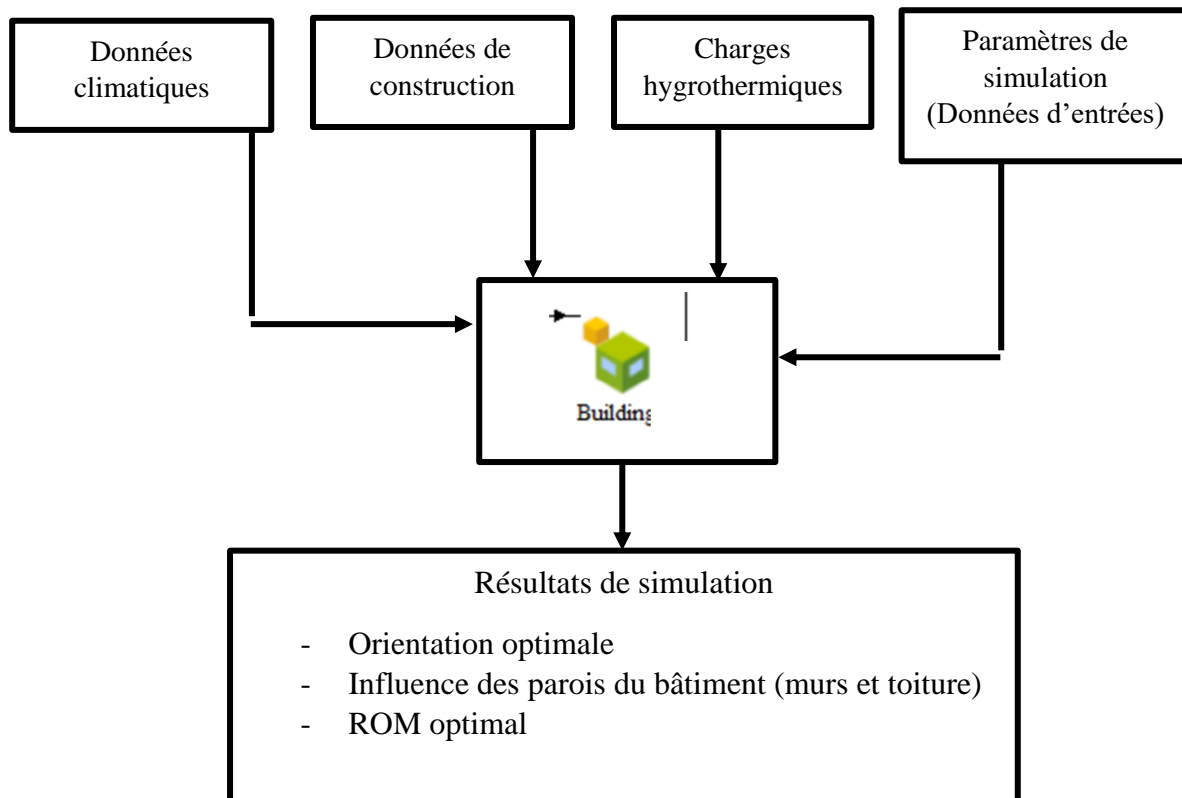 Données
climatiques
Données de
construction
Charges
hygrothermiques
Paramètres de
simulation
(Données d’entrées)
Building
Résultats de simulation
- Orientation optimale
- Influence des parois du bâtiment (murs et toiture)
- ROM optimal